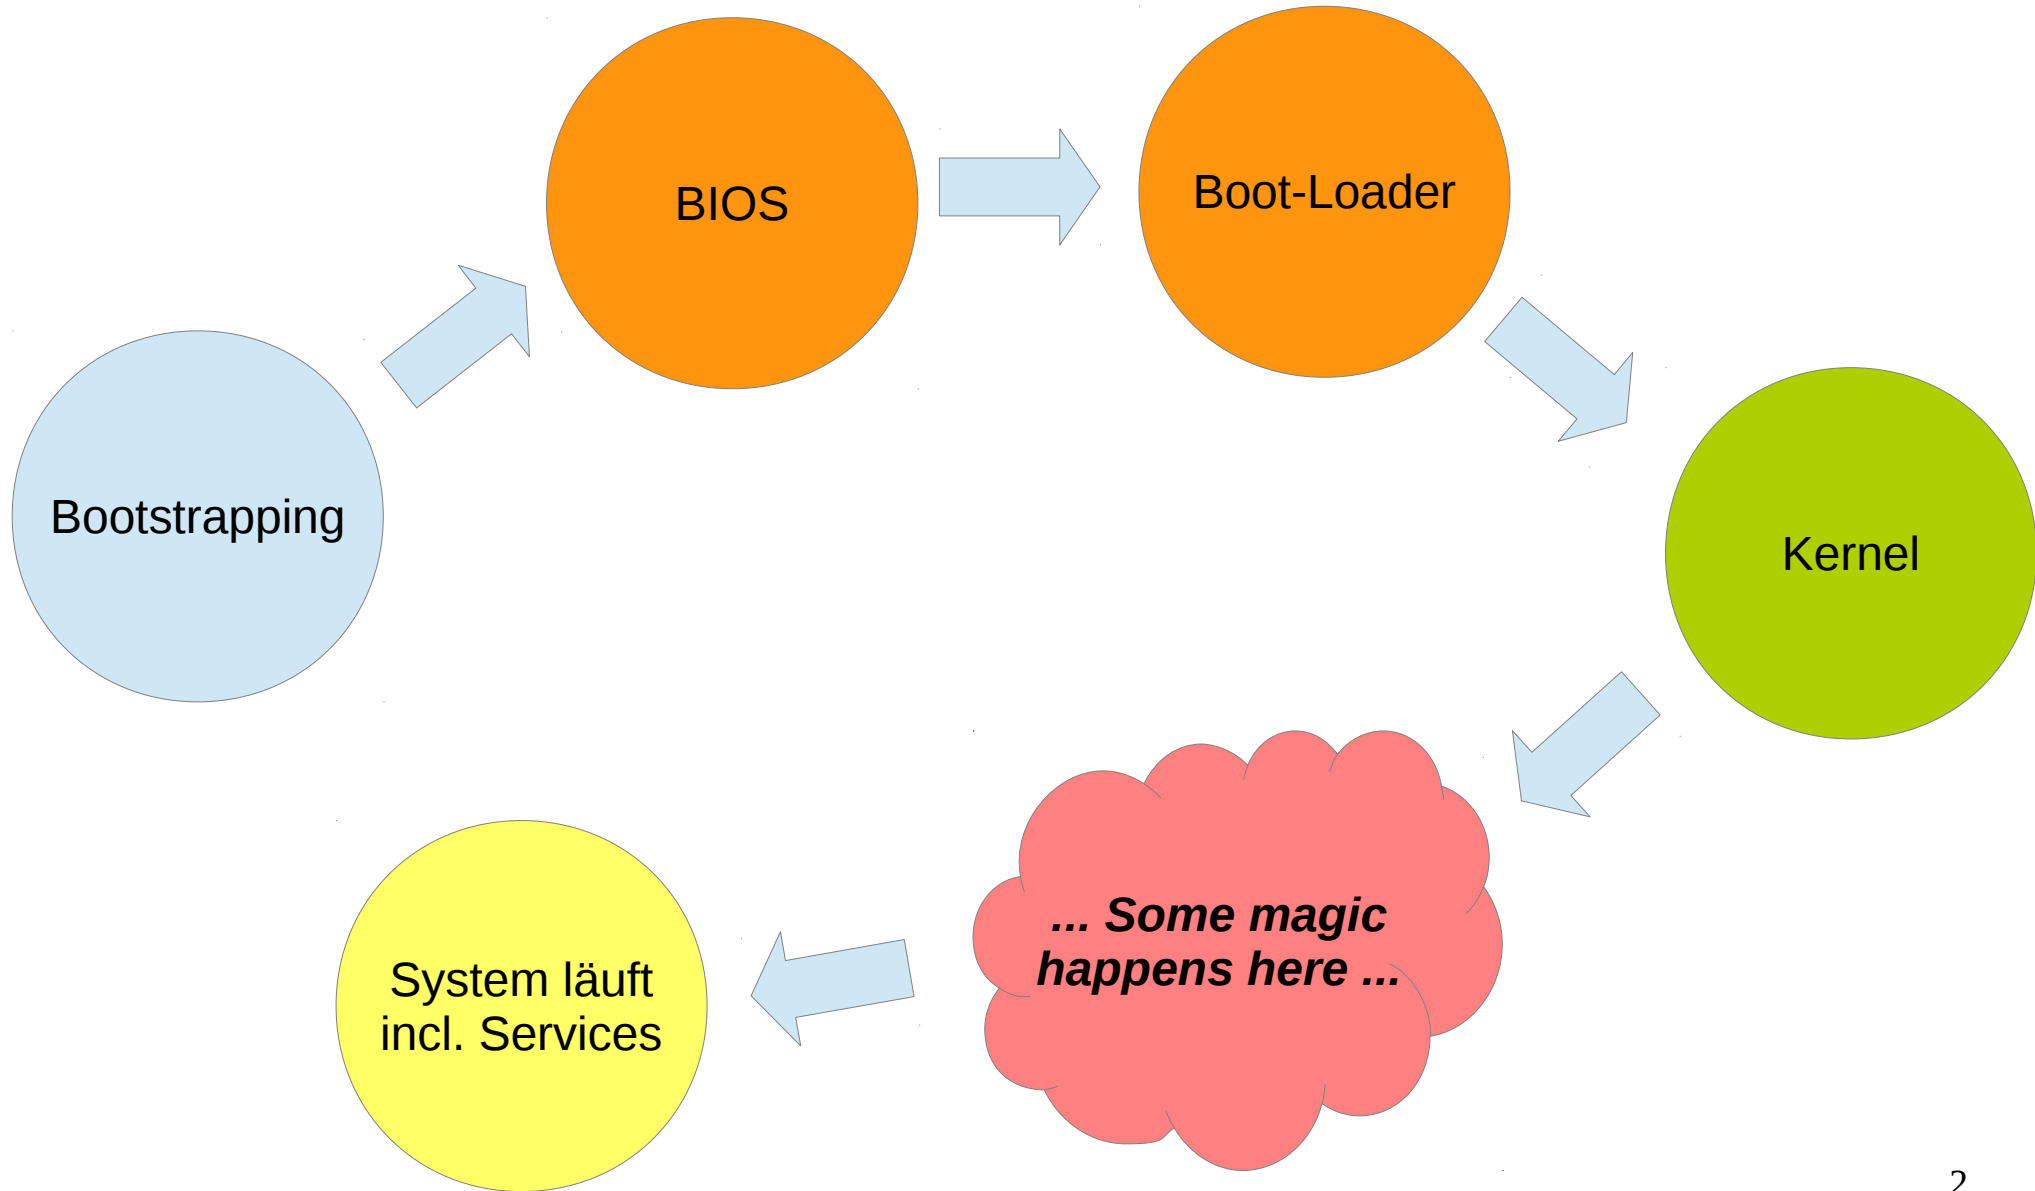 Bootstrapping
BIOS
Boot-Loader
Kernel
... Some magic
happens here ...
System läuft
incl. Services
2